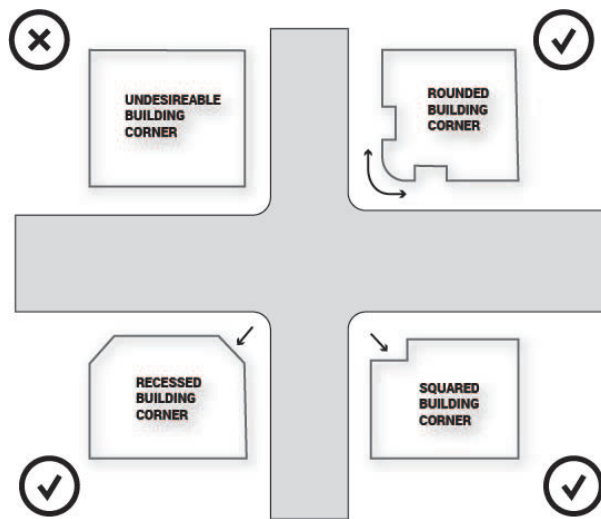 UNDESIREABLE
BUILDING
CORNER
ROUNDED
BUILDING
CORNER
RECESSED
BUILDING
CORNER
SQUARED
BUILDING
CORNER